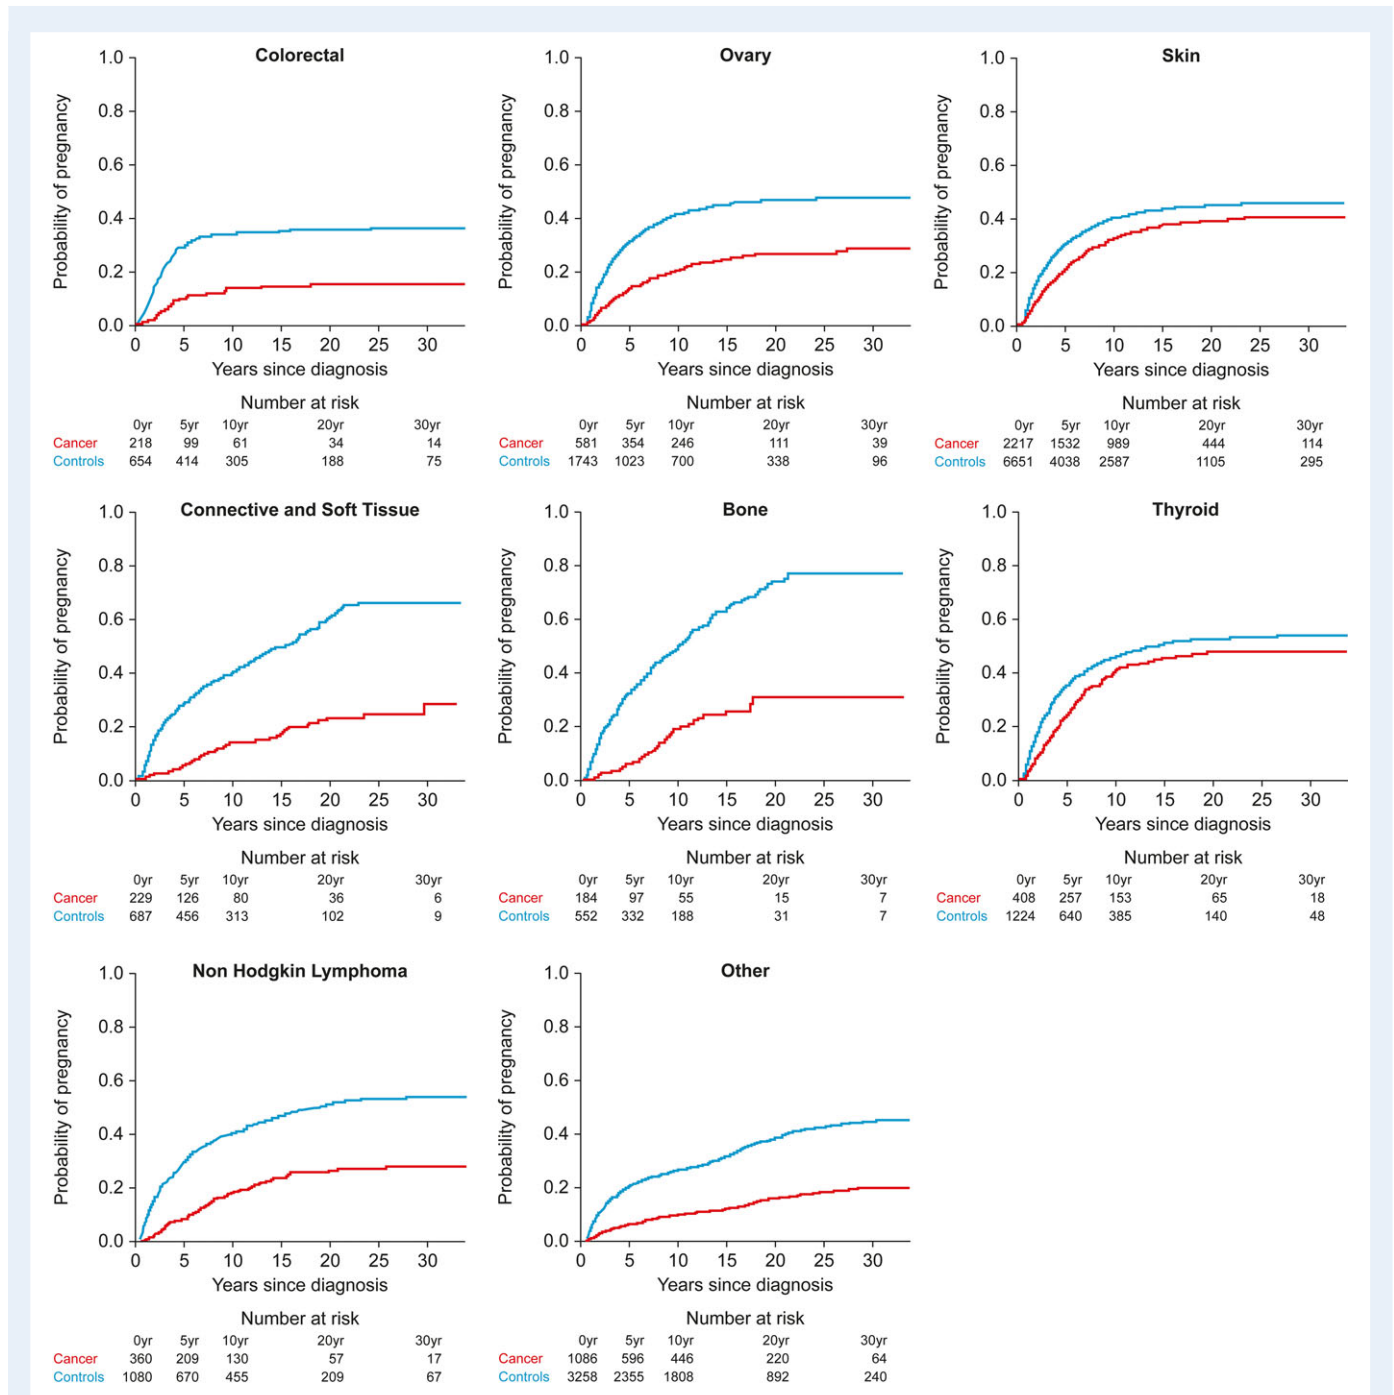 Colorectal
1.0
0.8
0.6
0.4
0.2
0.0
Probability of pregnancy
0 5 10 15 20 25 30
Years since diagnosis
Number at risk
0yr 5yr 10yr 20yr 30yr
Cancer 218 99 61 34 14
Controls 654 414 305 188 75
Ovary
1.0
0.8
0.6
0.4
0.2
0.0
Probability of pregnancy
0 5 10 15 20 25 30
Years since diagnosis
Number at risk
0yr 5yr 10yr 20yr 30yr
Cancer 581 354 246 111 39
Controls 1743 1023 700 338 96
Skin
1.0
0.8
0.6
0.4
0.2
0.0
Probability of pregnancy
0 5 10 15 20 25 30
Years since diagnosis
Number at risk
0yr 5yr 10yr 20yr 30yr
Cancer 2217 1532 989 444 114
Controls 6651 4038 2587 1105 295
Connective and Soft Tissue
1.0
0.8
0.6
0.4
0.2
0.0
Probability of pregnancy
0 5 10 15 20 25 30
Years since diagnosis
Number at risk
0yr 5yr 10yr 20yr 30yr
Cancer 229 126 80 36 6
Controls 687 456 313 102 9
Bone
1.0
0.8
0.6
0.4
0.2
0.0
Probability of pregnancy
0 5 10 15 20 25 30
Years since diagnosis
Number at risk
0yr 5yr 10yr 20yr 30yr
Cancer 184 97 55 15 7
Controls 552 332 188 31 7
Thyroid
1.0
0.8
0.6
0.4
0.2
0.0
Probability of pregnancy
0 5 10 15 20 25 30
Years since diagnosis
Number at risk
0yr 5yr 10yr 20yr 30yr
Cancer 408 257 153 65 18
Controls 1224 640 385 140 48
Non Hodgkin Lymphoma
1.0
0.8
0.6
0.4
0.2
0.0
Probability of pregnancy
0 5 10 15 20 25 30
Years since diagnosis
Number at risk
0yr 5yr 10yr 20yr 30yr
Cancer 360 209 130 57 17
Controls 1080 670 455 209 67
Other
1.0
0.8
0.6
0.4
0.2
0.0
Probability of pregnancy
0 5 10 15 20 25 30
Years since diagnosis
Number at risk
0yr 5yr 10yr 20yr 30yr
Cancer 1086 596 446 220 64
Controls 3258 2355 1808 892 240